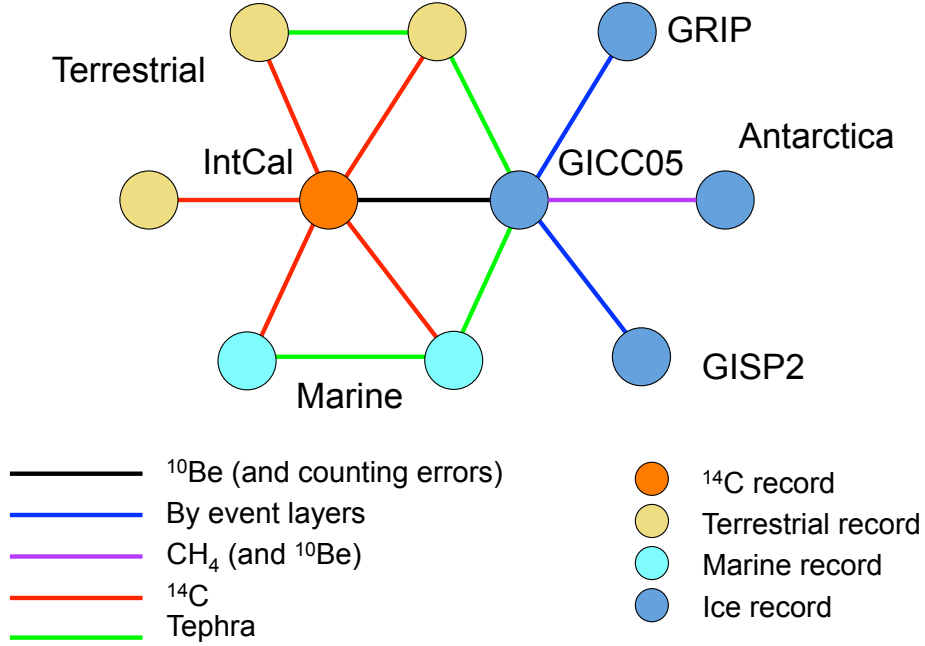 GRIP
Terrestrial
Antarctica
IntCal
GICC05
GISP2
Marine
¹⁰Be (and counting errors)
By event layers
CH₄ (and ¹⁰Be)
¹⁴C
Tephra
¹⁴C record
Terrestrial record
Marine record
Ice record